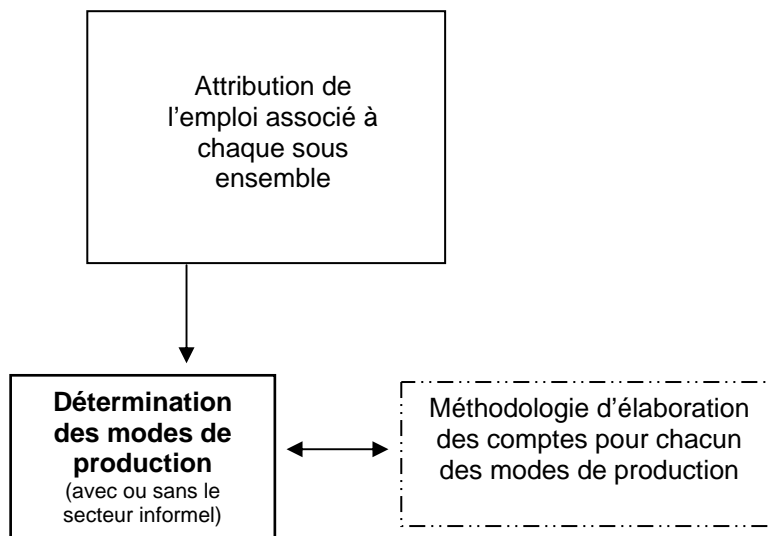 Attribution de
l’emploi associé à
chaque sous
ensemble
Détermination
des modes de
production
(avec ou sans le
secteur informel)
Méthodologie d’élaboration
des comptes pour chacun
des modes de production